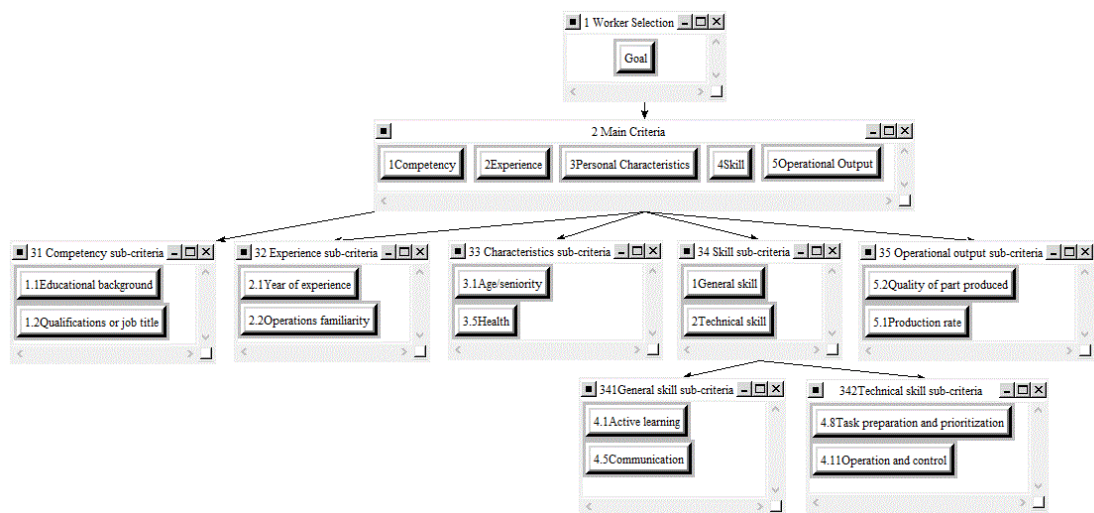 1 Worker Selection
Goal
2 Main Criteria
1Competency
2Experience
3Personal Characteristics
4Skill
5Operational Output
31 Competency sub-criteria
1.1Educational background
1.2Qualifications or job title
32 Experience sub-criteria
2.1Year of experience
2.2Operations familiarity
33 Characteristics sub-criteria
3.1Age/seniority
3.5Health
34 Skill sub-criteria
1General skill
2Technical skill
35 Operational output sub-criteria
5.2Quality of part produced
5.1Production rate
341General skill sub-criteria
4.1Active learning
4.5Communication
342Technical skill sub-criteria
4.8Task preparation and prioritization
4.11Operation and control